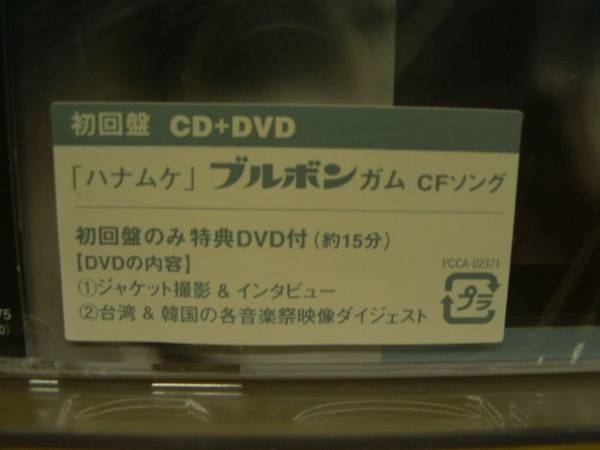 初回盤 CD+DVD
「ハナムケ」ブルボンガム CFソング
初回盤のみ特典DVD付(約15分)
【DVDの内容】
PCCA-02371
①ジャケット撮影 & インタビュー
②台湾 & 韓国の各音楽祭映像ダイジェスト
プラ